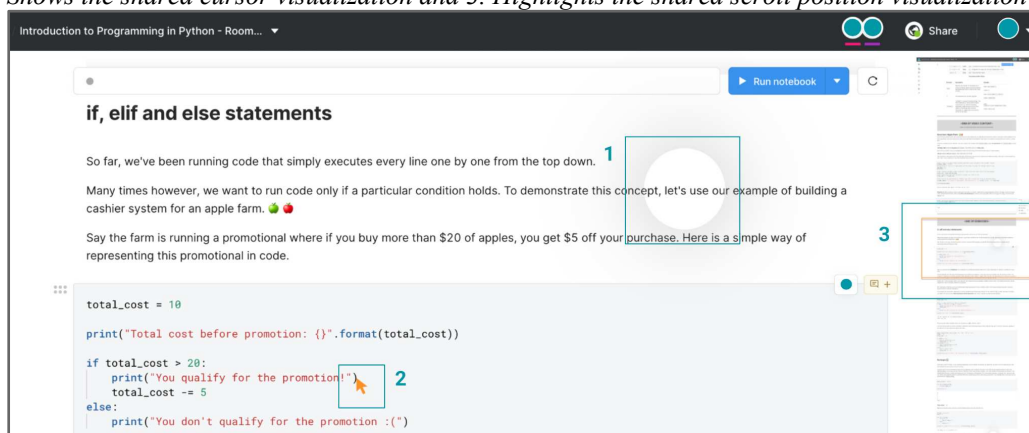 Shows the shared cursor visualization and 3. Highlights the shared scroll position visualization
Introduction to Programming in Python - Room...
Share
Run notebook
if, elif and else statements
So far, we've been running code that simply executes every line one by one from the top down.
1
Many times however, we want to run code only if a particular condition holds. To demonstrate this concept, let's use our example of building a
cashier system for an apple farm. 🍏 🍎
Say the farm is running a promotional where if you buy more than $20 of apples, you get $5 off your purchase. Here is a simple way of
representing this promotional in code.
3
total_cost = 10
print("Total cost before promotion: {}".format(total_cost))
if total_cost > 20:
print("You qualify for the promotion!")
2
total_cost -= 5
else:
print("You don't qualify for the promotion :(")